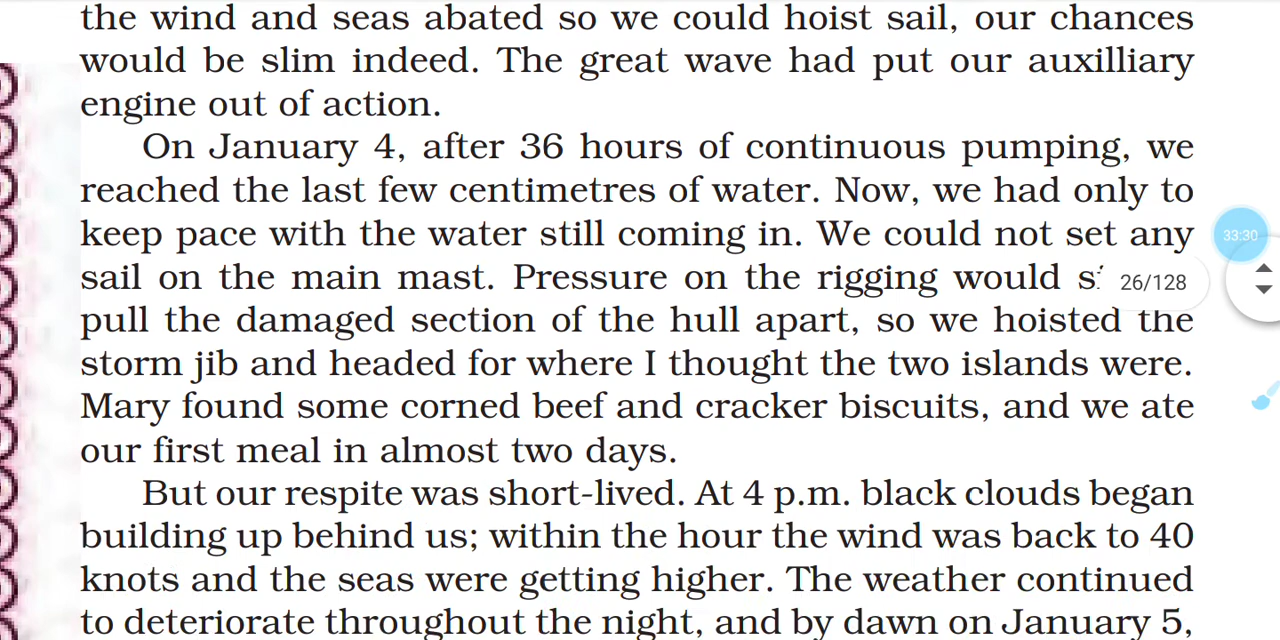 the wind and seas abated so we could hoist sail, our chances
would be slim indeed. The great wave had put our auxilliary
engine out of action.
On January 4, after 36 hours of continuous pumping, we
reached the last few centimetres of water. Now, we had only to
keep pace with the water still coming in. We could not set any
33:30
sail on the main mast. Pressure on the rigging would
26/128
pull the damaged section of the hull apart, so we hoisted the
storm jib and headed for where I thought the two islands were.
Mary found some corned beef and cracker biscuits, and we ate
our first meal in almost two days.
But our respite was short-lived. At 4 p.m. black clouds began
building up behind us; within the hour the wind was back to 40
knots and the seas were getting higher. The weather continued
to deteriorate throughout the night, and by dawn on January 5,